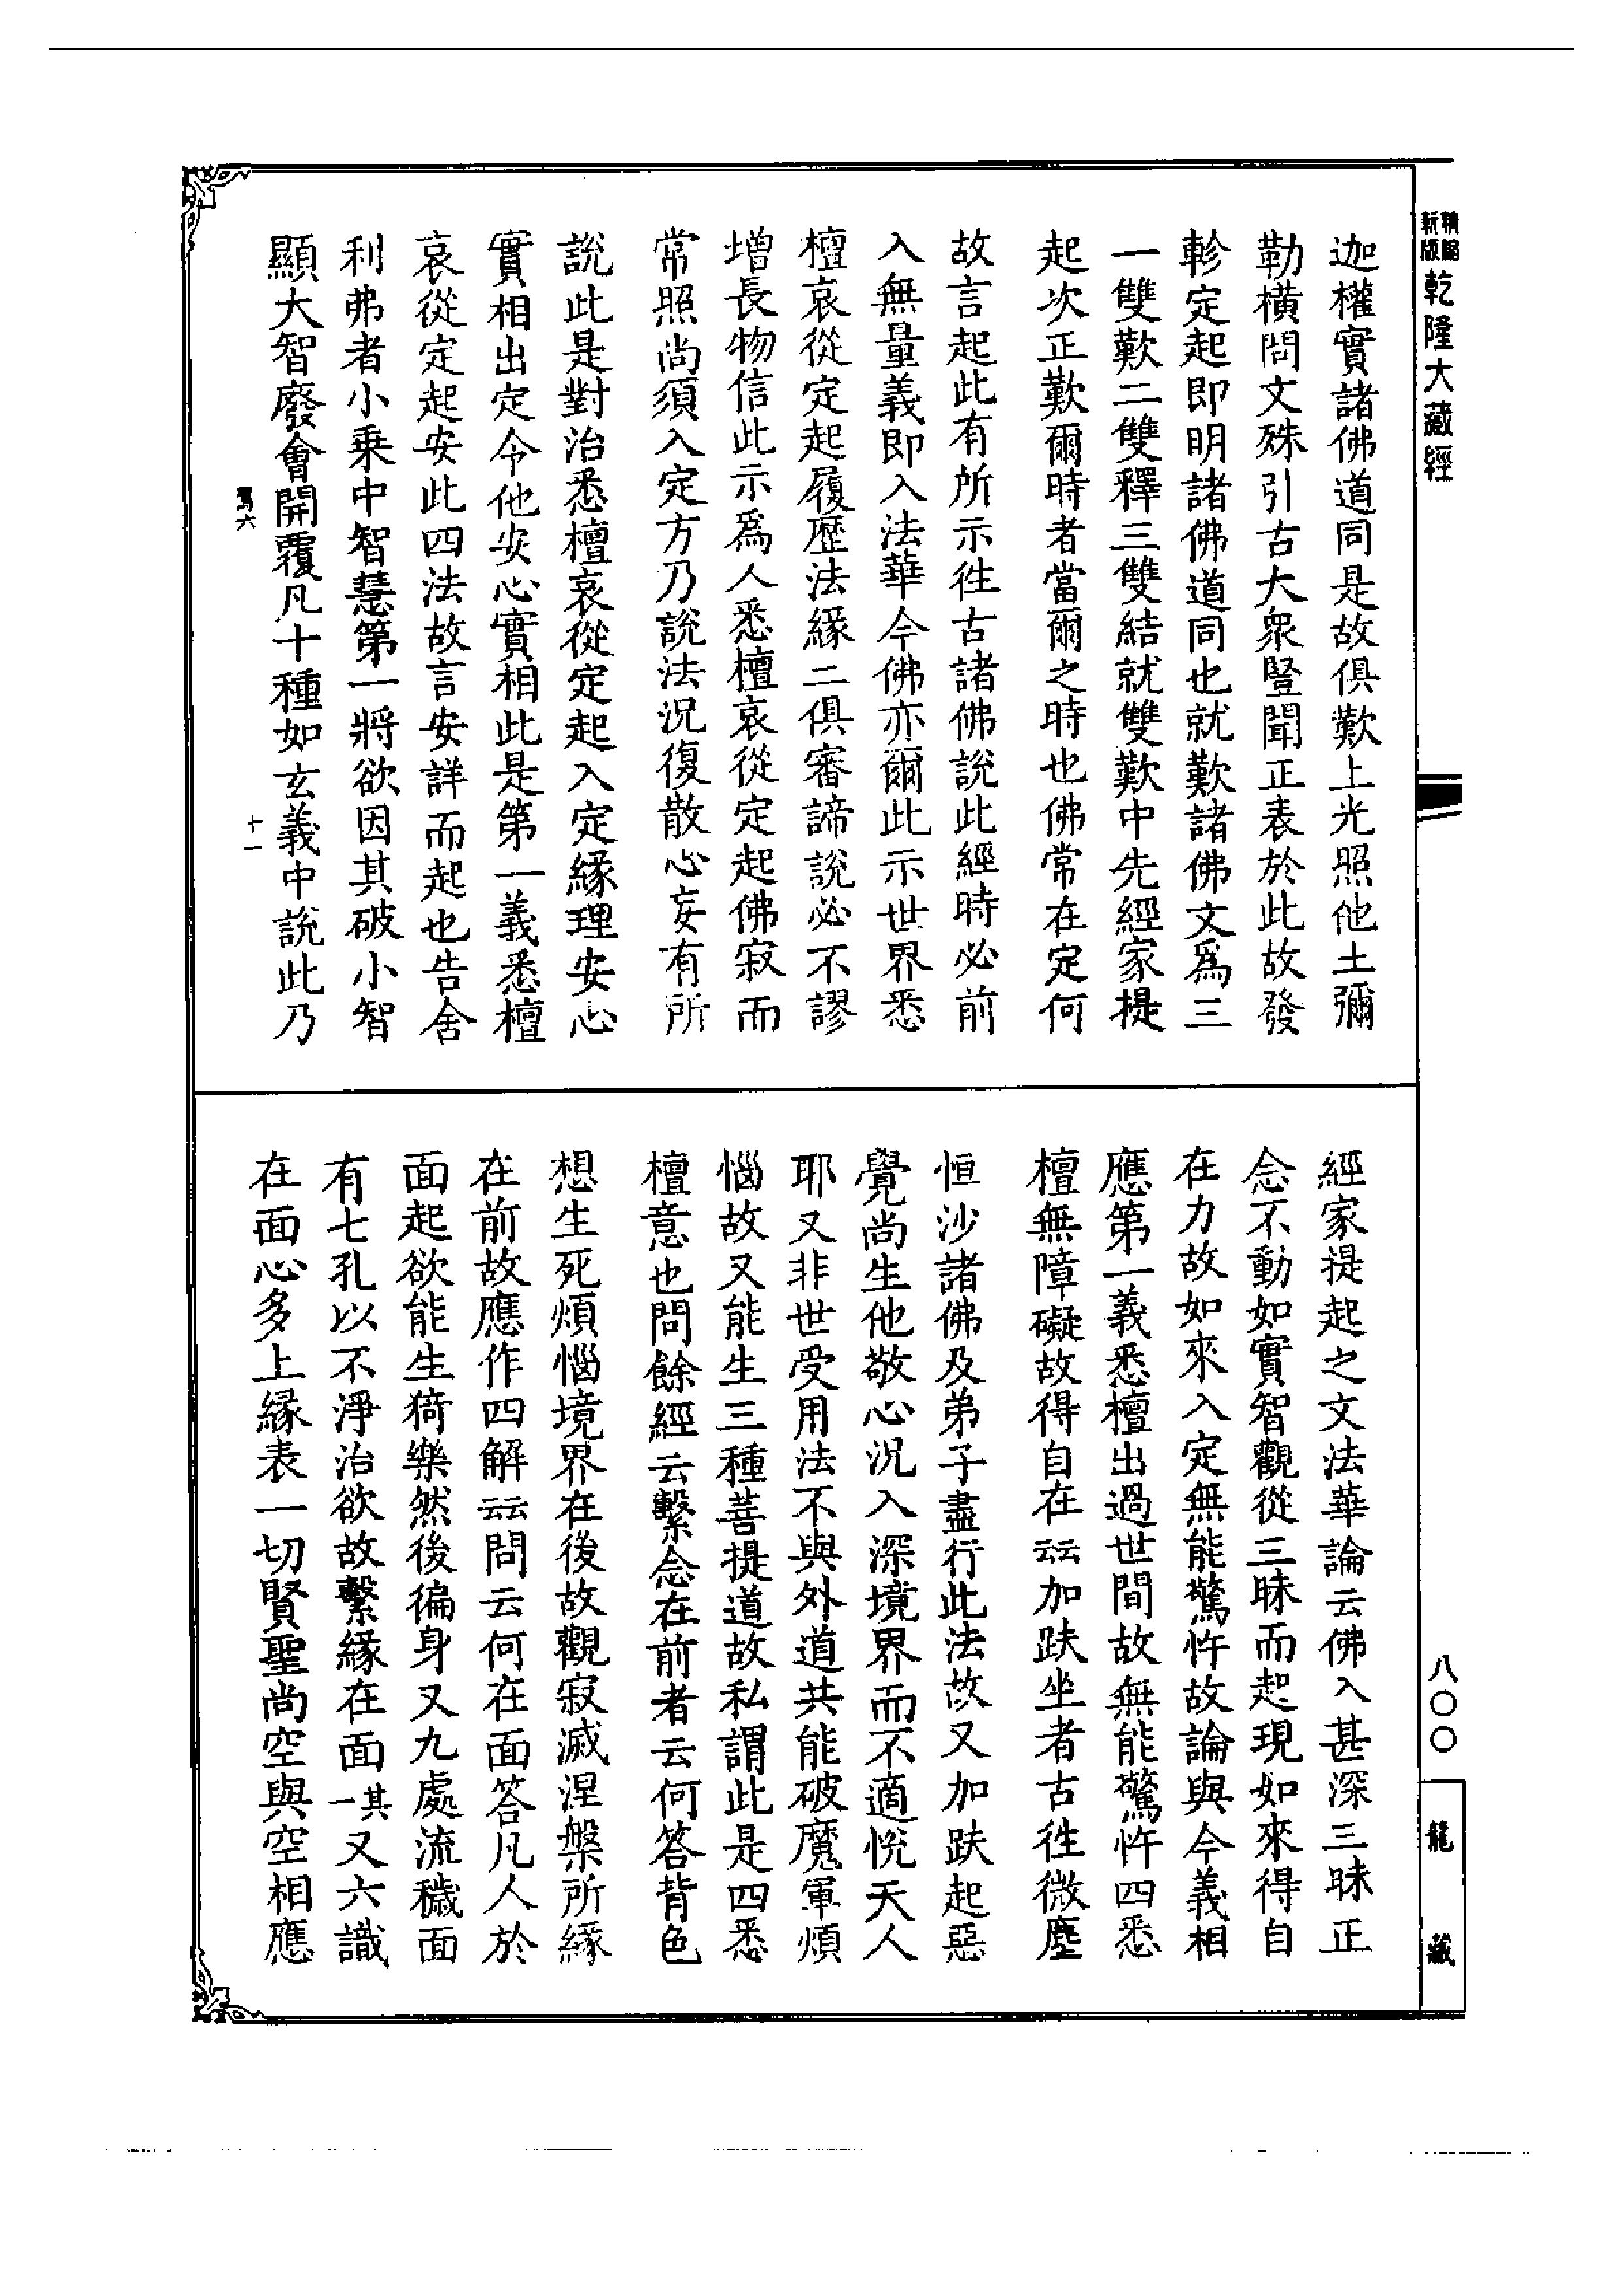 精編新版乾隆大藏經
迦權實諸佛道同是故俱歎上光照他土彌
勒橫問文殊引古大衆豎聞正表於此故發
軫定起即明諸佛道同也就歎諸佛文爲三
一雙歎二雙釋三雙結就雙歎中先經家提
起次正歎爾時者當爾之時也佛常在定何
故言起此有所示徃古諸佛說此經時必前
入無量義即入法華今佛亦爾此示世界悉
檀哀從定起履歷法緣二俱審諦說必不謬
增長物信此示爲人悉檀哀從定起佛寂而
常照尚須入定方乃說法況復散心妄有所
說此是對治悉檀哀從定起入定緣理安心
實相出定令他安心實相此是第一義悉檀
哀從定起安此四法故言安詳而起也告舍
利弗者小乘中智慧第一將欲因其破小智
顯大智廢會開覆凡十種如玄義中說此乃
十一
經家提起之文法華論云佛入甚深三昧正
念不動如實智觀從三昧而起現如來得自
在力故如來入定無能驚忤故論與今義相
應第一義悉檀出過世間故無能驚忤四悉
檀無障礙故得自在云云加趺坐者古徃微塵
恒沙諸佛及弟子盡行此法故又加趺起惡
覺尚生他敬心況入深境界而不適悅天人
耶又非世受用法不與外道共能破魔軍煩
惱故又能生三種菩提道故私謂此是四悉
檀意也問餘經云繫念在前者云何答背色
想生死煩惱境界在後故觀寂滅涅槃所緣
在前故應作四解云云問云何在面答凡人於
面起欲能生猗樂然後徧身又九處流穢面
有七孔以不淨治欲故繫緣在面其一又六識
在面心多上緣表一切賢聖尚空與空相應
八〇〇
龍藏